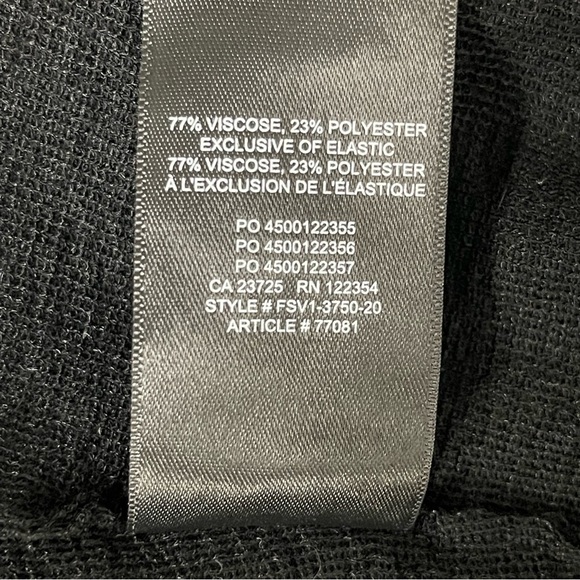 77% VISCOSE, 23% POLYESTER
EXCLUSIVE OF ELASTIC
77% VISCOSE, 23% POLYESTER
À L'EXCLUSION DE L'ÉLASTIQUE
PO 4500122355
PO 4500122356
PO 4500122357
CA 23725 RN 122354
STYLE # FSV1-3750-20
ARTICLE # 77081